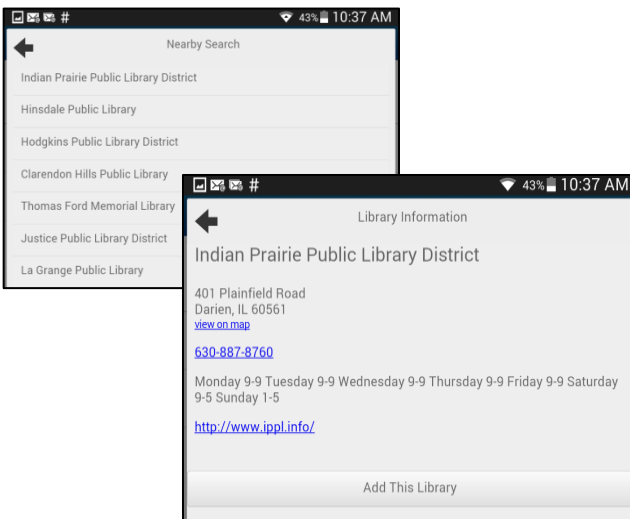 # 43% 10:37 AM
Nearby Search
Indian Prairie Public Library District
Hinsdale Public Library
Hodgkins Public Library District
Clarendon Hills Public Library
Thomas Ford Memorial Library
Justice Public Library District
La Grange Public Library
# 43% 10:37 AM
Library Information
Indian Prairie Public Library District
401 Plainfield Road
Darien, IL 60561
view on map
630-887-8760
Monday 9-9 Tuesday 9-9 Wednesday 9-9 Thursday 9-9 Friday 9-9 Saturday
9-5 Sunday 1-5
http://www.ippl.info/
Add This Library